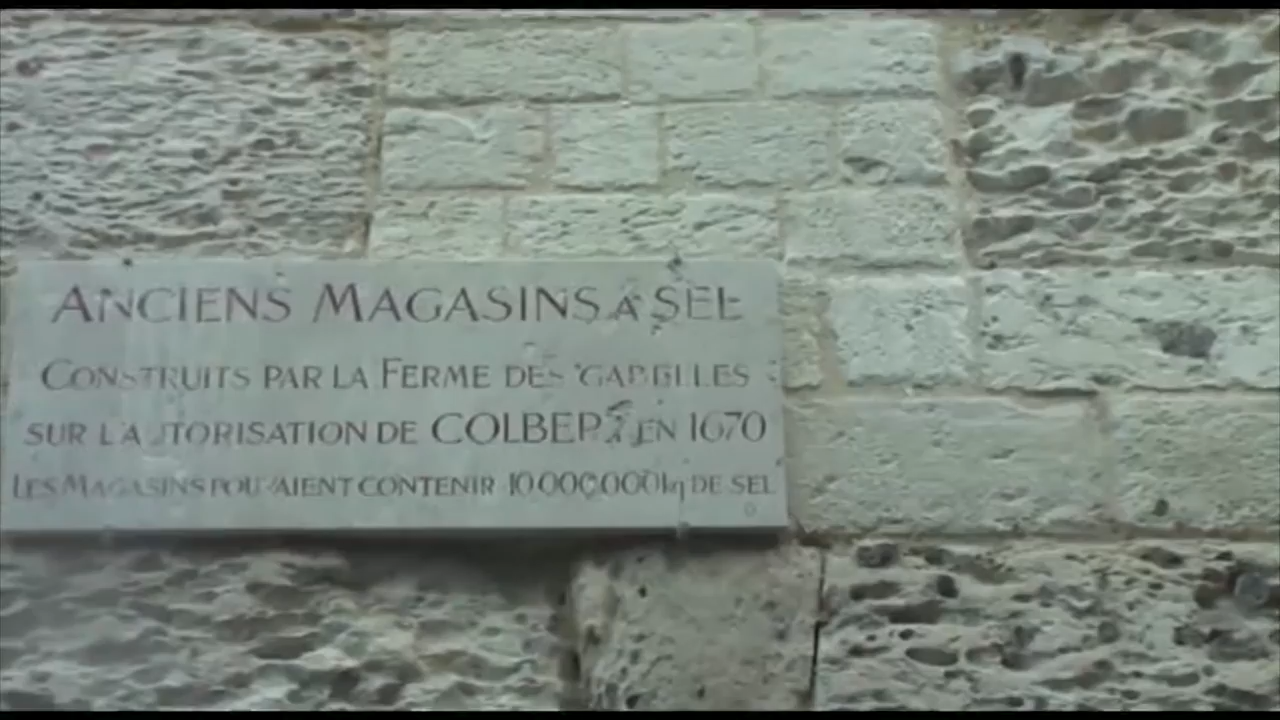 ANCIENS MAGASINS A SEL
CONSTRUITS PAR LA FERME DES GABELLES
SUR L'AUTORISATION DE COLBERT EN 1670
LES MAGASINS POUVAIENT CONTENIR 10 000.000 kg DE SEL